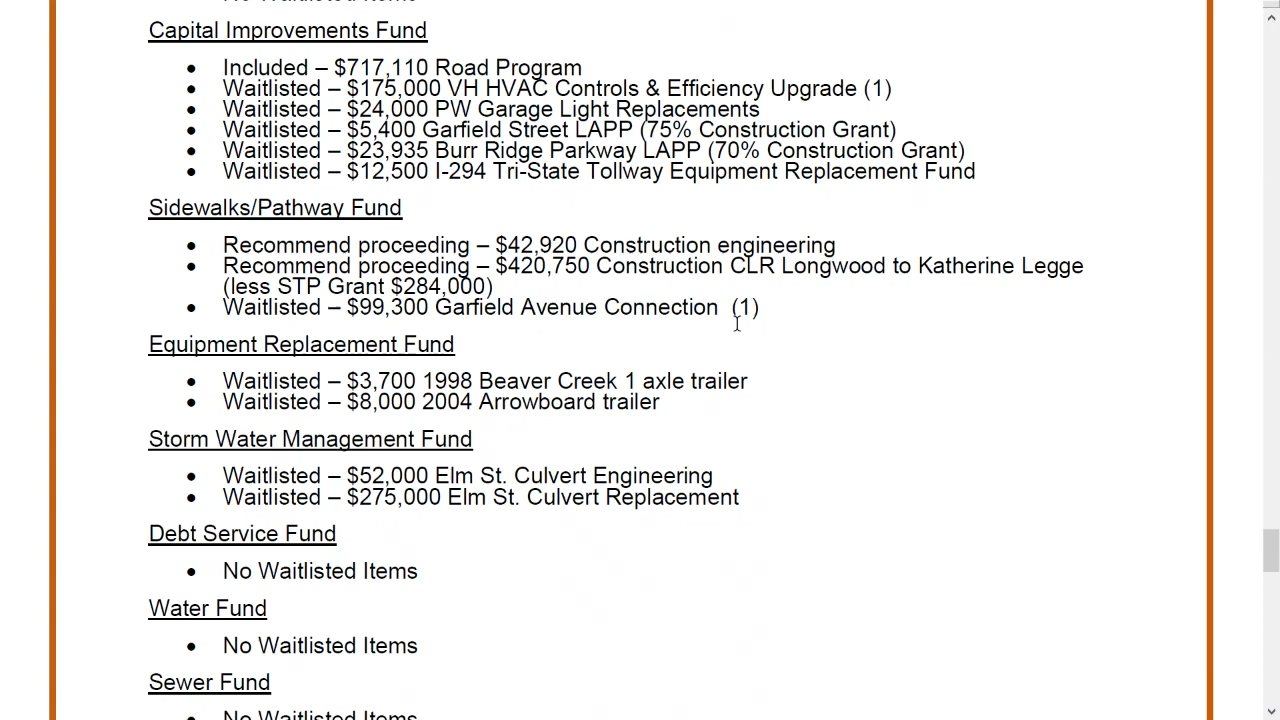 No Waitlisted Items
Capital Improvements Fund
• Included – $717,110 Road Program
• Waitlisted – $175,000 VH HVAC Controls & Efficiency Upgrade (1)
• Waitlisted – $24,000 PW Garage Light Replacements
• Waitlisted – $5,400 Garfield Street LAPP (75% Construction Grant)
• Waitlisted – $23,935 Burr Ridge Parkway LAPP (70% Construction Grant)
• Waitlisted – $12,500 I-294 Tri-State Tollway Equipment Replacement Fund
Sidewalks/Pathway Fund
• Recommend proceeding – $42,920 Construction engineering
• Recommend proceeding – $420,750 Construction CLR Longwood to Katherine Legge
(less STP Grant $284,000)
• Waitlisted – $99,300 Garfield Avenue Connection (1)
Equipment Replacement Fund
• Waitlisted – $3,700 1998 Beaver Creek 1 axle trailer
• Waitlisted – $8,000 2004 Arrowboard trailer
Storm Water Management Fund
• Waitlisted – $52,000 Elm St. Culvert Engineering
• Waitlisted – $275,000 Elm St. Culvert Replacement
Debt Service Fund
• No Waitlisted Items
Water Fund
• No Waitlisted Items
Sewer Fund
• No Waitlisted Items